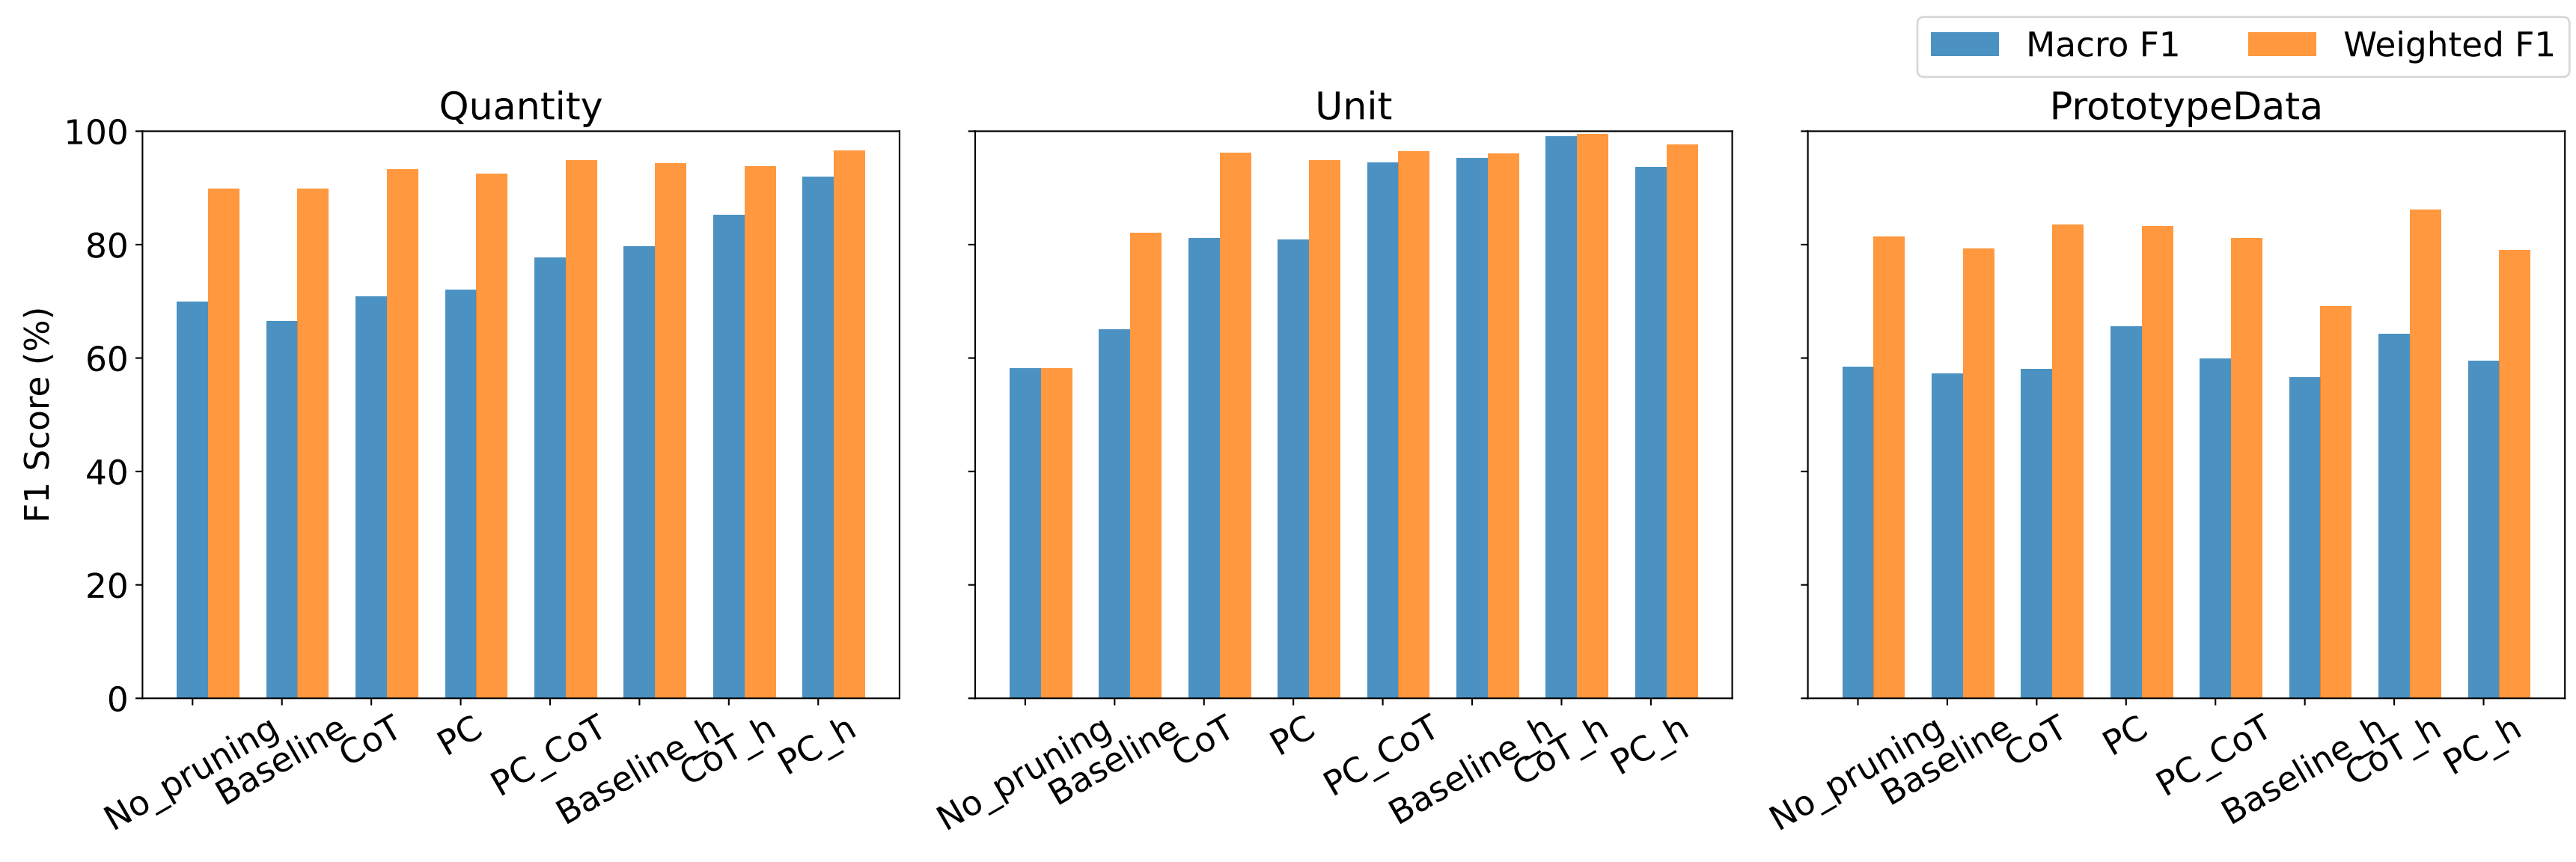 Macro F1
Weighted F1
Quantity
Unit
PrototypeData
F1 Score (%)
100
80
60
40
20
0
No_pruning
Baseline
CoT
PC
PC_CoT
Baseline_h
CoT_h
PC_h
No_pruning
Baseline
CoT
PC
PC_CoT
Baseline_h
CoT_h
PC_h
No_pruning
Baseline
CoT
PC
PC_CoT
Baseline_h
CoT_h
PC_h